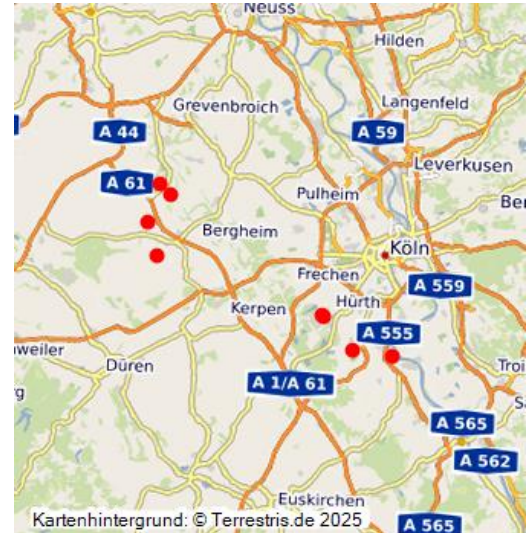 Neuss
Hilden
Grevenbroich
Langenfeld
A 44
A 59
Leverkusen
A 61
Pulheim
Ber
Bergheim
Köln
Frechen
A 559
Kerpen
Hürth
A 555
weiler
Düren
Troi
A 1/A 61
g
Sa
A 565
A 562
Euskirchen
A 565
Kartenhintergrund: © Terrestris.de 2025